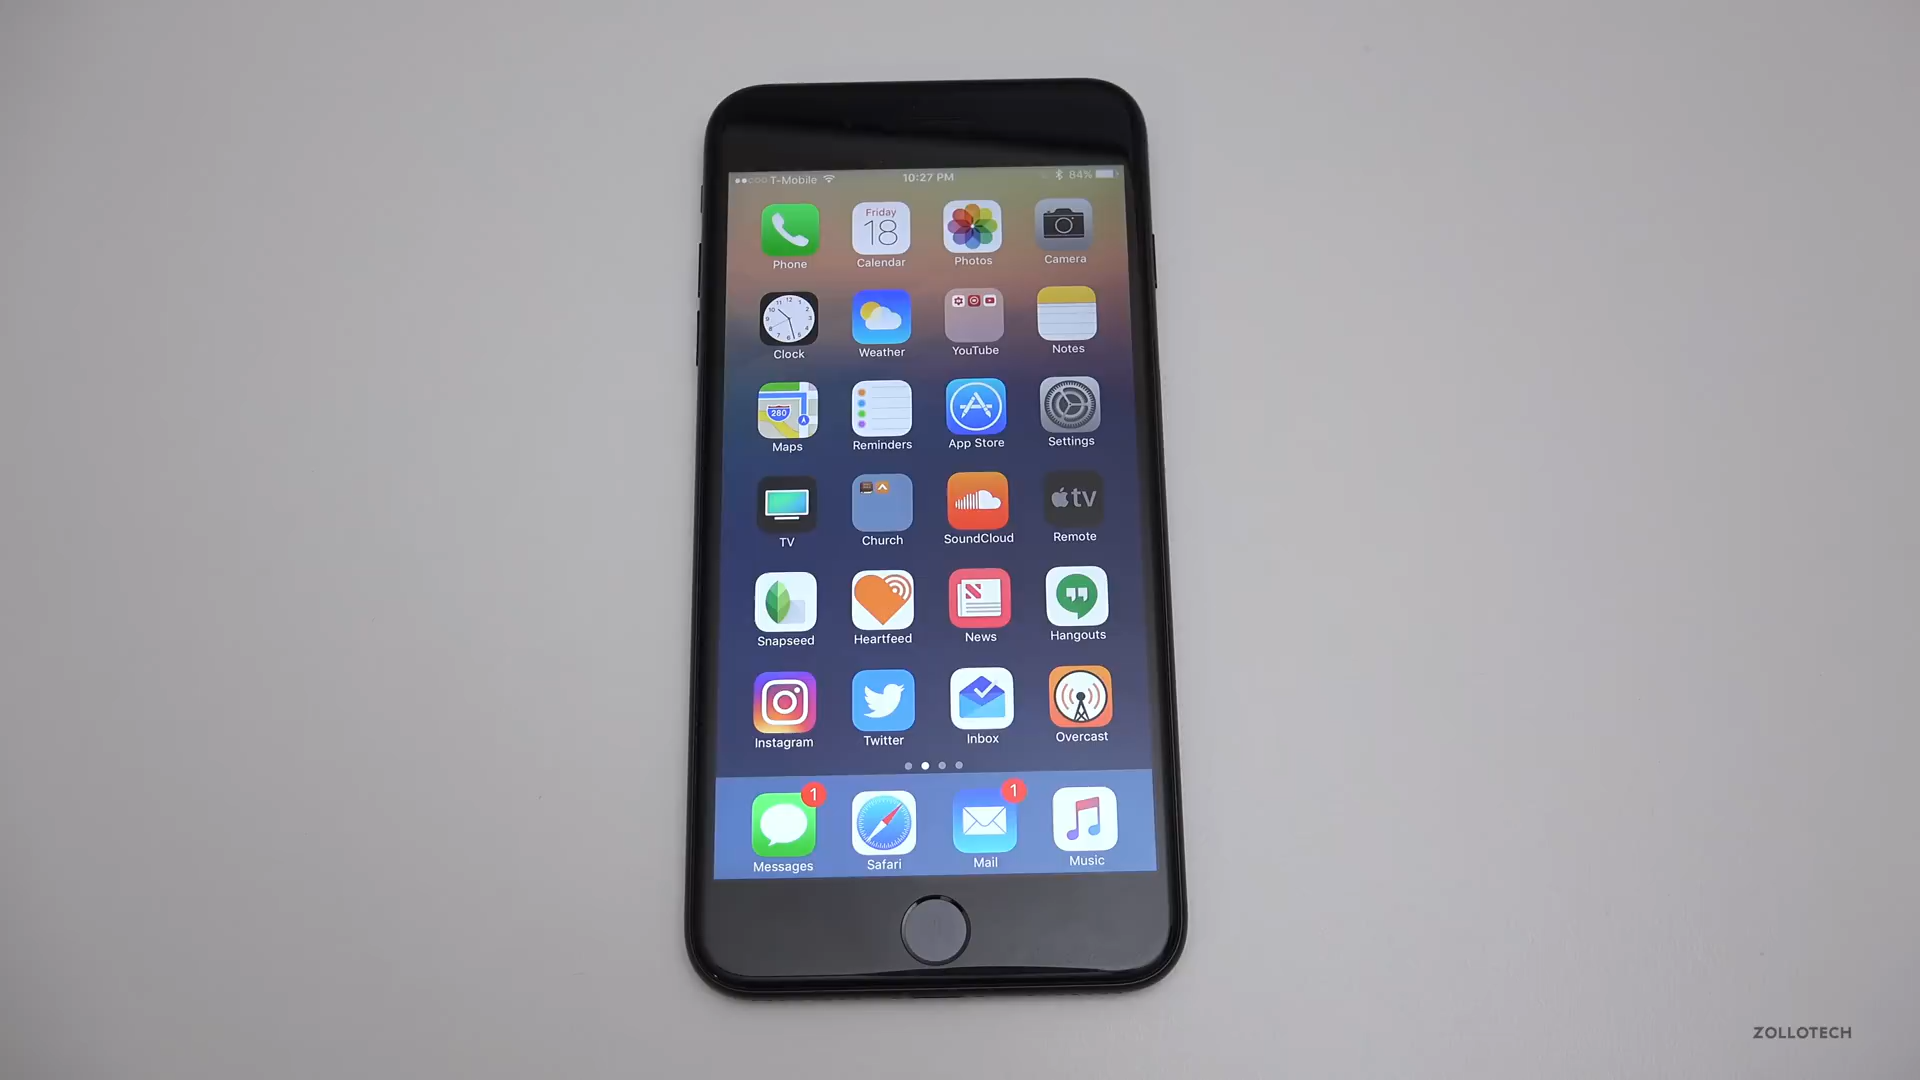 T-Mobile 10:27 PM 84%
Friday
18
Phone Calendar Photos Camera
Clock Weather YouTube Notes
280
Maps Reminders App Store Settings
tv
TV Church SoundCloud Remote
Snapseed Heartfeed News Hangouts
Instagram Twitter Inbox Overcast
1 1
Messages Safari Mail Music
ZOLLOTECH